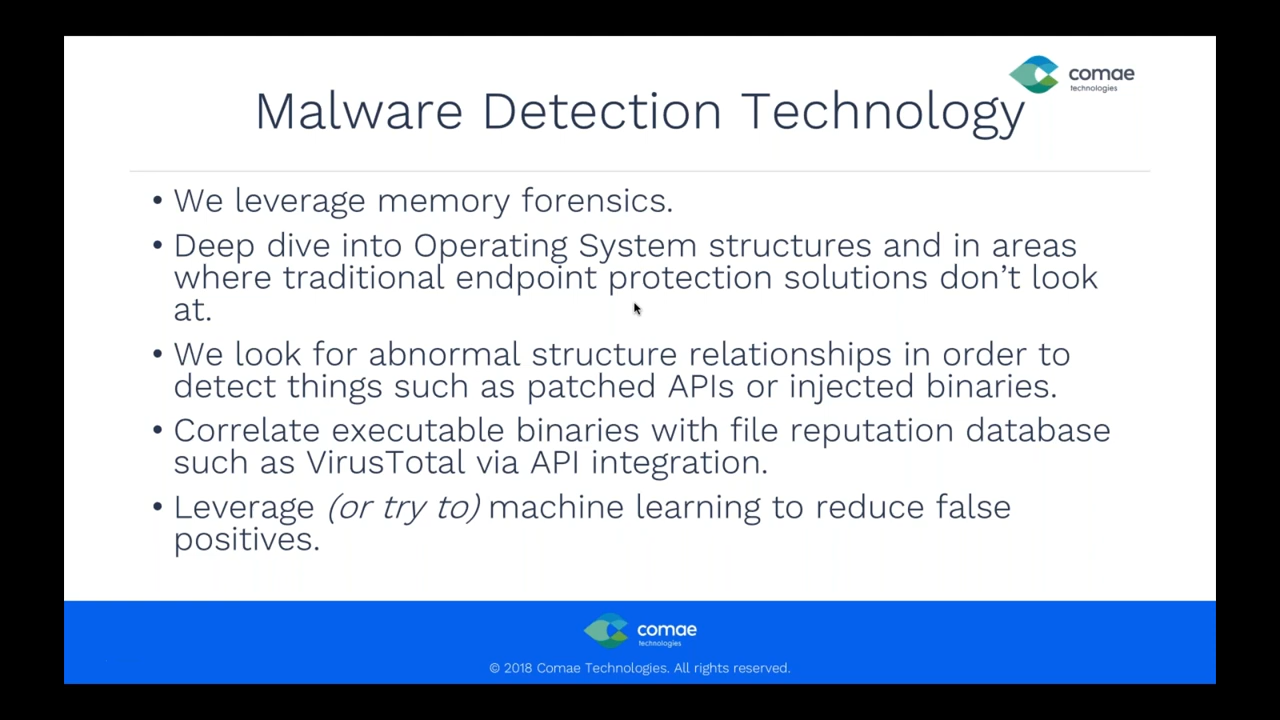 comae
technologies
Malware Detection Technology
• We leverage memory forensics.
• Deep dive into Operating System structures and in areas
where traditional endpoint protection solutions don’t look
at.
• We look for abnormal structure relationships in order to
detect things such as patched APIs or injected binaries.
• Correlate executable binaries with file reputation database
such as VirusTotal via API integration.
• Leverage (or try to) machine learning to reduce false
positives.
comae
technologies
© 2018 Comae Technologies. All rights reserved.